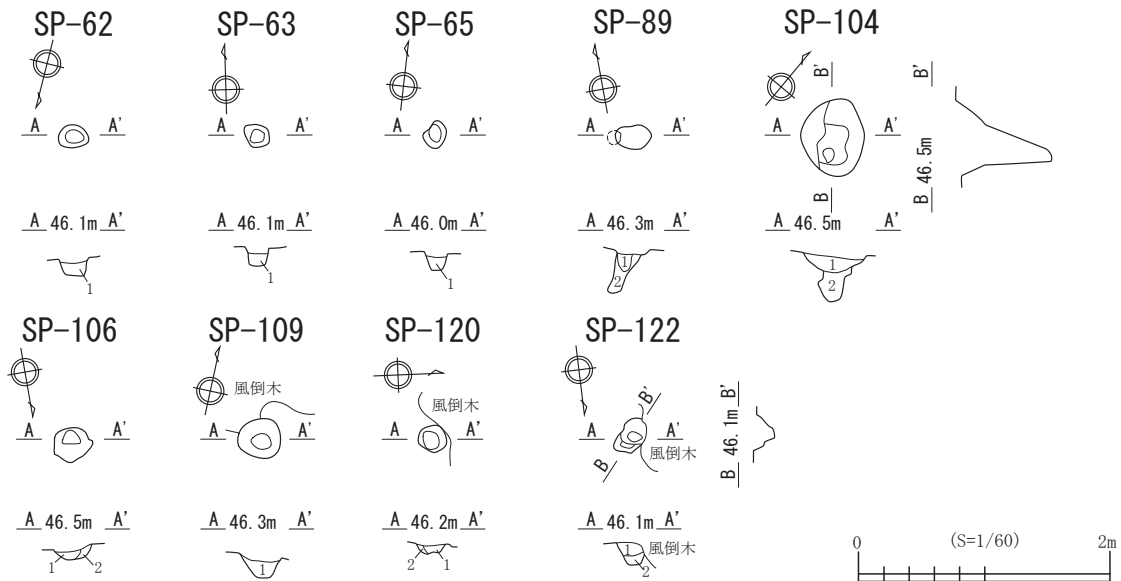 SP-62 SP-63 SP-65 SP-89 SP-104
A A' A A' A A' A A' A A' B' B B' B 46.5m
A 46.1m A' A 46.1m A' A 46.0m A' A 46.3m A' A 46.5m A'
1 1 1 1 2 1 2
SP-106 SP-109 SP-120 SP-122
風倒木 風倒木 風倒木
A A' A A' A A' A A' B' B B 46.1m B'
A 46.5m A' A 46.3m A' A 46.2m A' A 46.1m A'
1 2 1 2 1 1 2 風倒木
0 (S=1/60) 2m